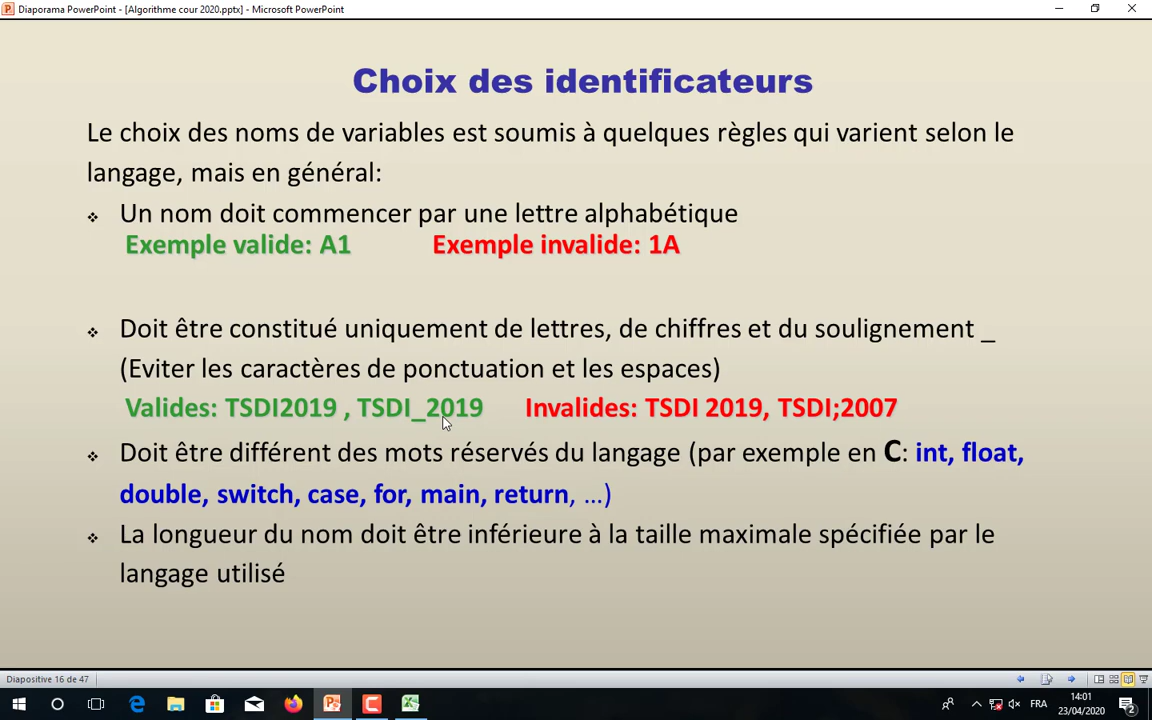 Diaporama PowerPoint - [Algorithme cour 2020.pptx] - Microsoft PowerPoint
Choix des identificateurs
Le choix des noms de variables est soumis à quelques règles qui varient selon le
langage, mais en général:
❖ Un nom doit commencer par une lettre alphabétique
Exemple valide: A1 Exemple invalide: 1A
❖ Doit être constitué uniquement de lettres, de chiffres et du soulignement _
(Eviter les caractères de ponctuation et les espaces)
Valides: TSDI2019 , TSDI_2019 Invalides: TSDI 2019, TSDI;2007
❖ Doit être différent des mots réservés du langage (par exemple en C: int, float,
double, switch, case, for, main, return, …)
❖ La longueur du nom doit être inférieure à la taille maximale spécifiée par le
langage utilisé
Diapositive 16 de 47
14:01
FRA
23/04/2020
2